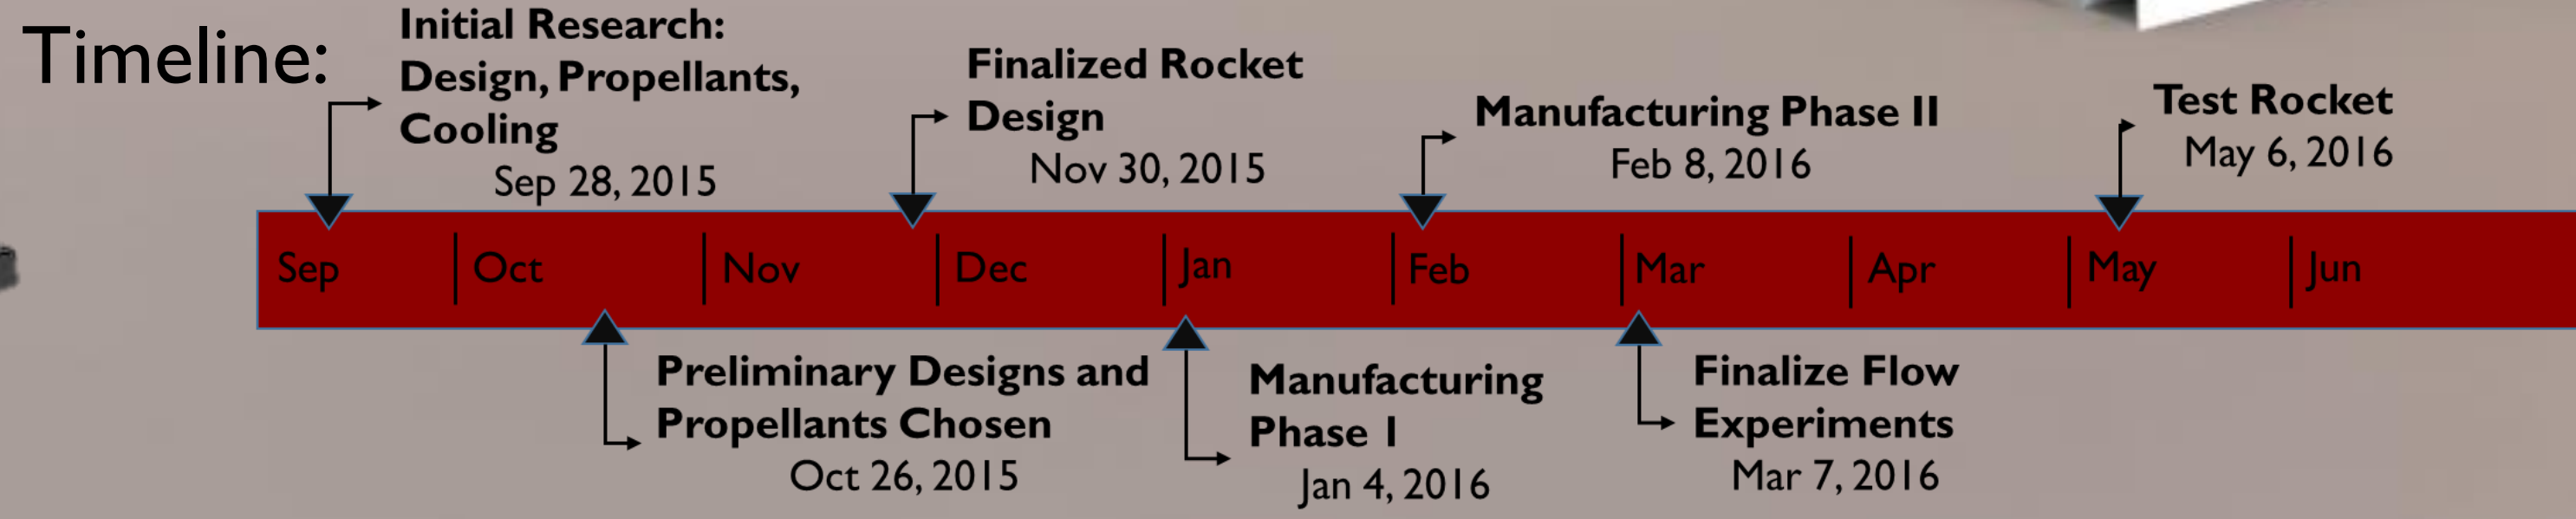 Timeline:
Initial Research:
Design, Propellants,
Cooling
Sep 28, 2015
Finalized Rocket
Design
Nov 30, 2015
Manufacturing Phase II
Feb 8, 2016
Test Rocket
May 6, 2016
Sep
Oct
Nov
Dec
Jan
Feb
Mar
Apr
May
Jun
Preliminary Designs and
Propellants Chosen
Oct 26, 2015
Manufacturing
Phase I
Jan 4, 2016
Finalize Flow
Experiments
Mar 7, 2016